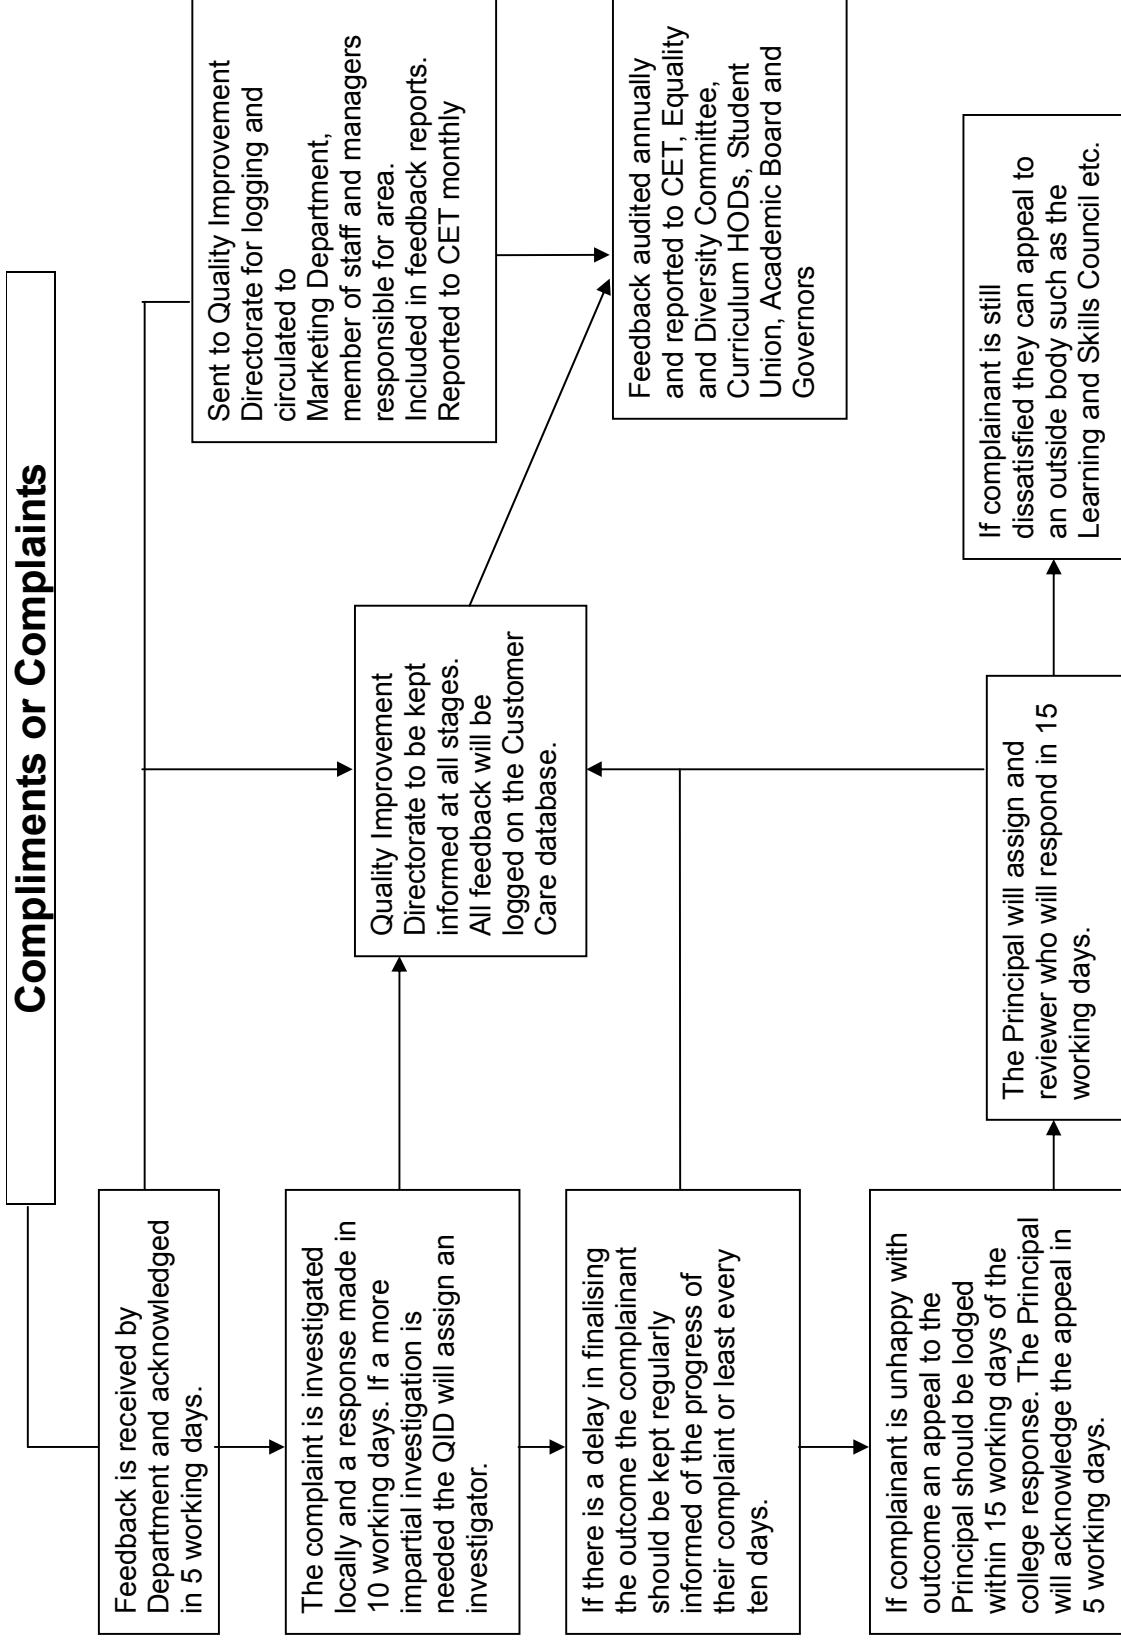 Compliments or Complaints
Feedback is received by
Department and acknowledged
in 5 working days.
The complaint is investigated
locally and a response made in
10 working days. If a more
impartial investigation is
needed the QID will assign an
investigator.
If there is a delay in finalising
the outcome the complainant
should be kept regularly
informed of the progress of
their complaint or least every
ten days.
If complainant is unhappy with
outcome an appeal to the
Principal should be lodged
within 15 working days of the
college response. The Principal
will acknowledge the appeal in
5 working days.
Quality Improvement
Directorate to be kept
informed at all stages.
All feedback will be
logged on the Customer
Care database.
The Principal will assign and
reviewer who will respond in 15
working days.
Sent to Quality Improvement
Directorate for logging and
circulated to
Marketing Department,
member of staff and managers
responsible for area.
Included in feedback reports.
Reported to CET monthly
Feedback audited annually
and reported to CET, Equality
and Diversity Committee,
Curriculum HODs, Student
Union, Academic Board and
Governors
If complainant is still
dissatisfied they can appeal to
an outside body such as the
Learning and Skills Council etc.